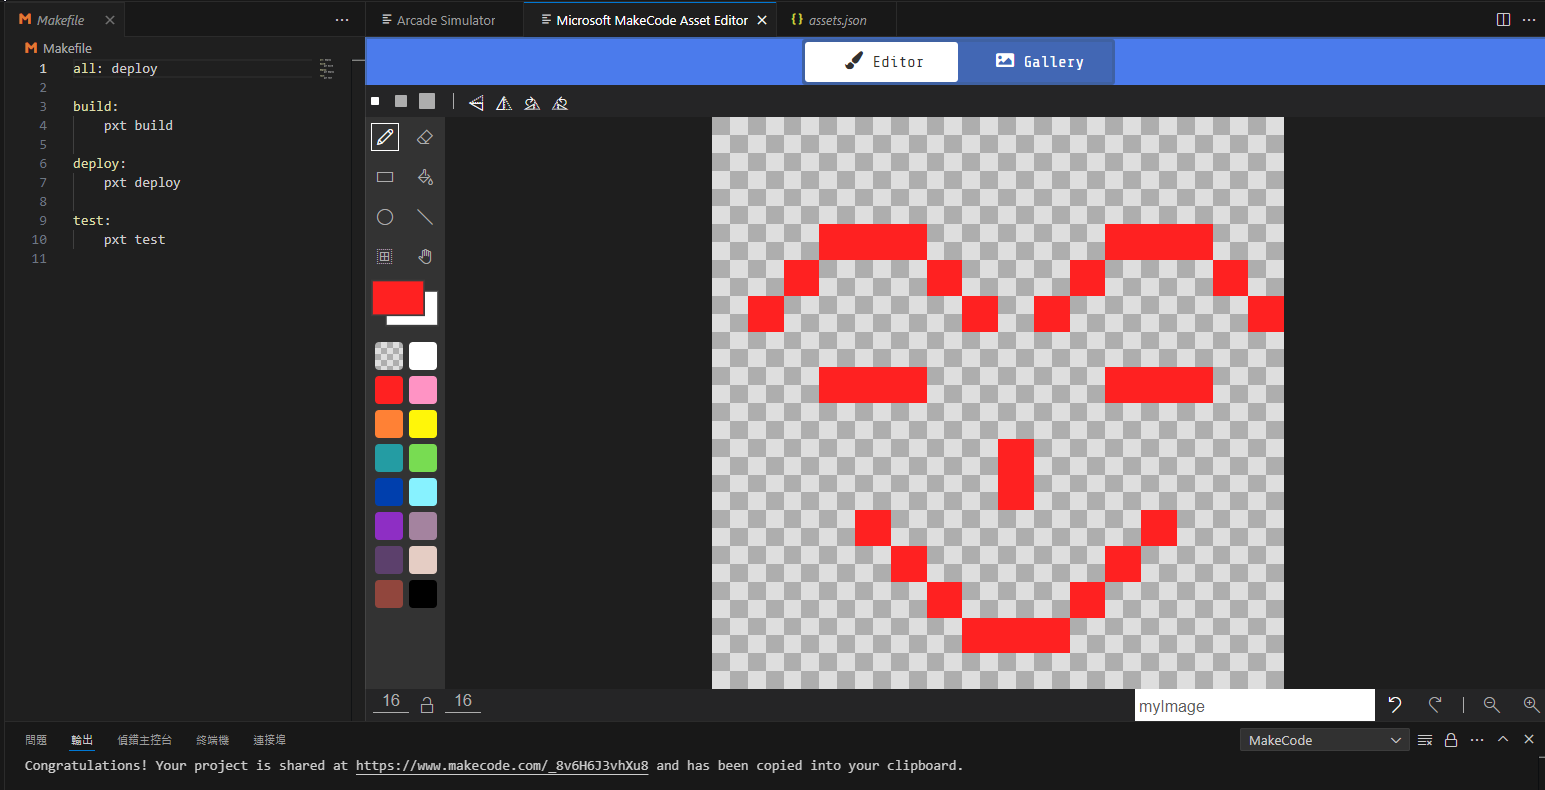 Makefile
Arcade Simulator
Microsoft MakeCode Asset Editor
{} assets.json
Makefile
Editor
Gallery
1 all: deploy
2
3 build:
4 pxt build
5
6 deploy:
7 pxt deploy
8
9 test:
10 pxt test
11
16
16
myImage
問題
輸出
偵錯主控台
終端機
連接埠
MakeCode
Congratulations! Your project is shared at https://www.makecode.com/_8v6H6J3vhXu8 and has been copied into your clipboard.